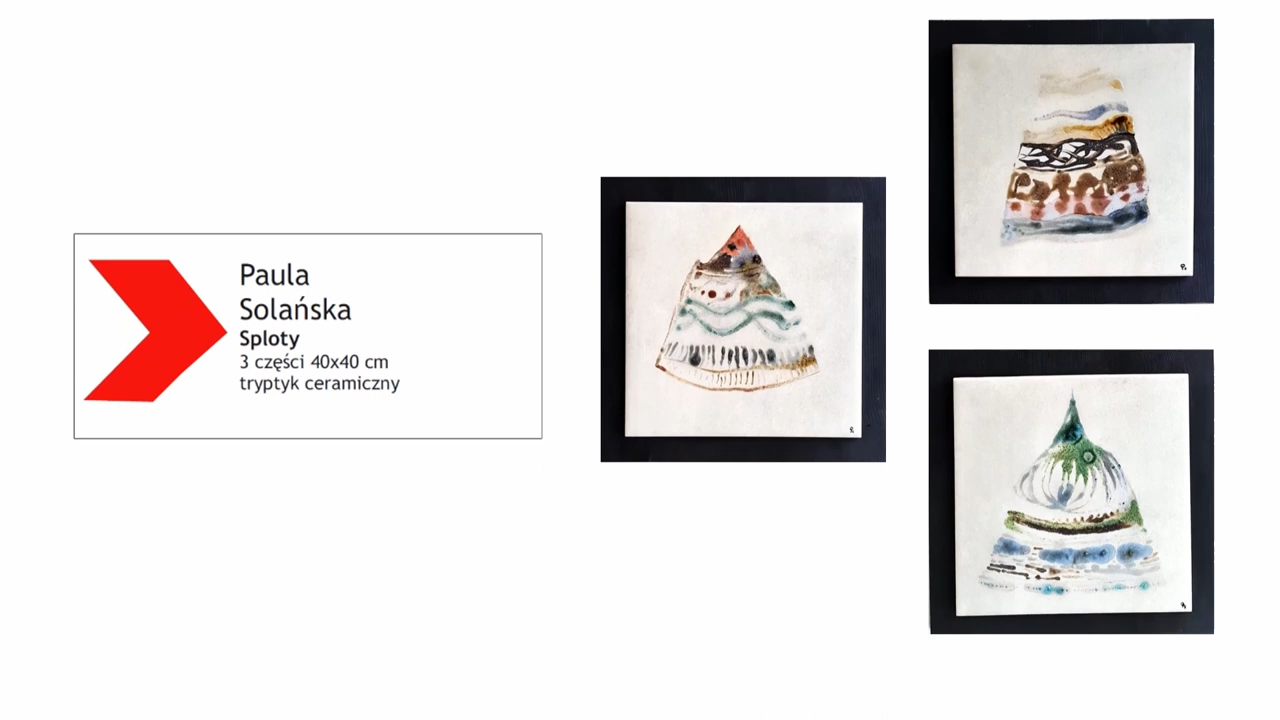 Paula
Solańska
Sploty
3 części 40x40 cm
tryptyk ceramiczny